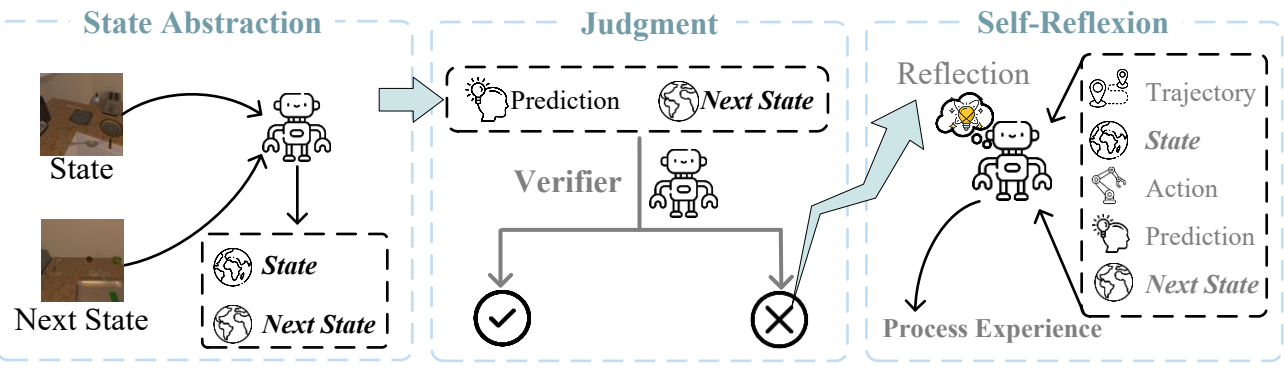 State Abstraction
State
Next State
State
Next State
Judgment
Prediction
Next State
Verifier
Self-Reflexion
Reflection
Trajectory
State
Action
Prediction
Next State
Process Experience